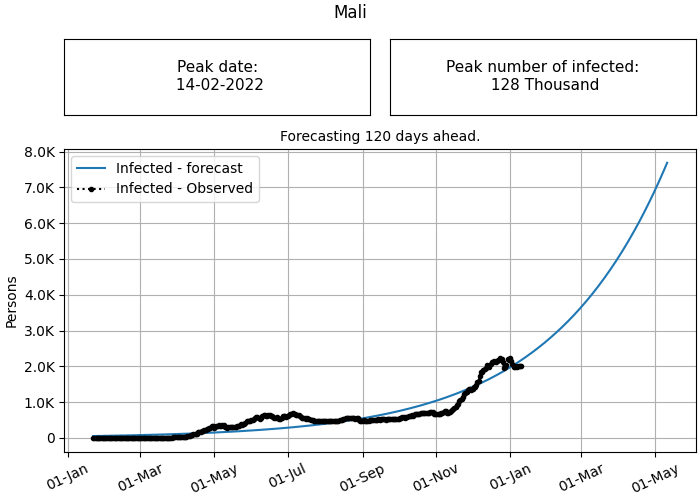 Mali
Peak date:
14-02-2022
Peak number of infected:
128 Thousand
Forecasting 120 days ahead.
8.0K
7.0K
6.0K
5.0K
4.0K
3.0K
2.0K
1.0K
0
Persons
Infected - forecast
Infected - Observed
01-Jan
01-Mar
01-May
01-Jul
01-Sep
01-Nov
01-Jan
01-Mar
01-May